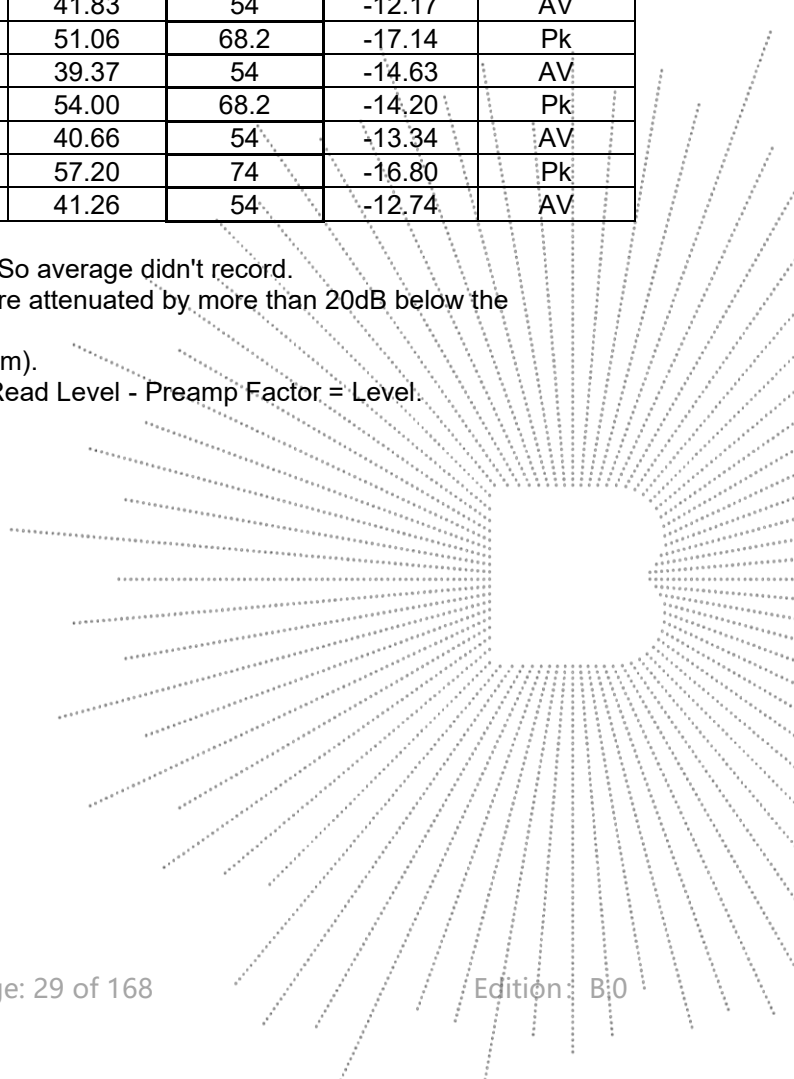 41.83 54 -12.17 AV
51.06 68.2 -17.14 Pk
39.37 54 -14.63 AV
54.00 68.2 -14.20 Pk
40.66 54 -13.34 AV
57.20 74 -16.80 Pk
41.26 54 -12.74 AV
So average didn't record.
re attenuated by more than 20dB below the
m).
Read Level - Preamp Factor = Level.
ge: 29 of 168 Edition: B.0